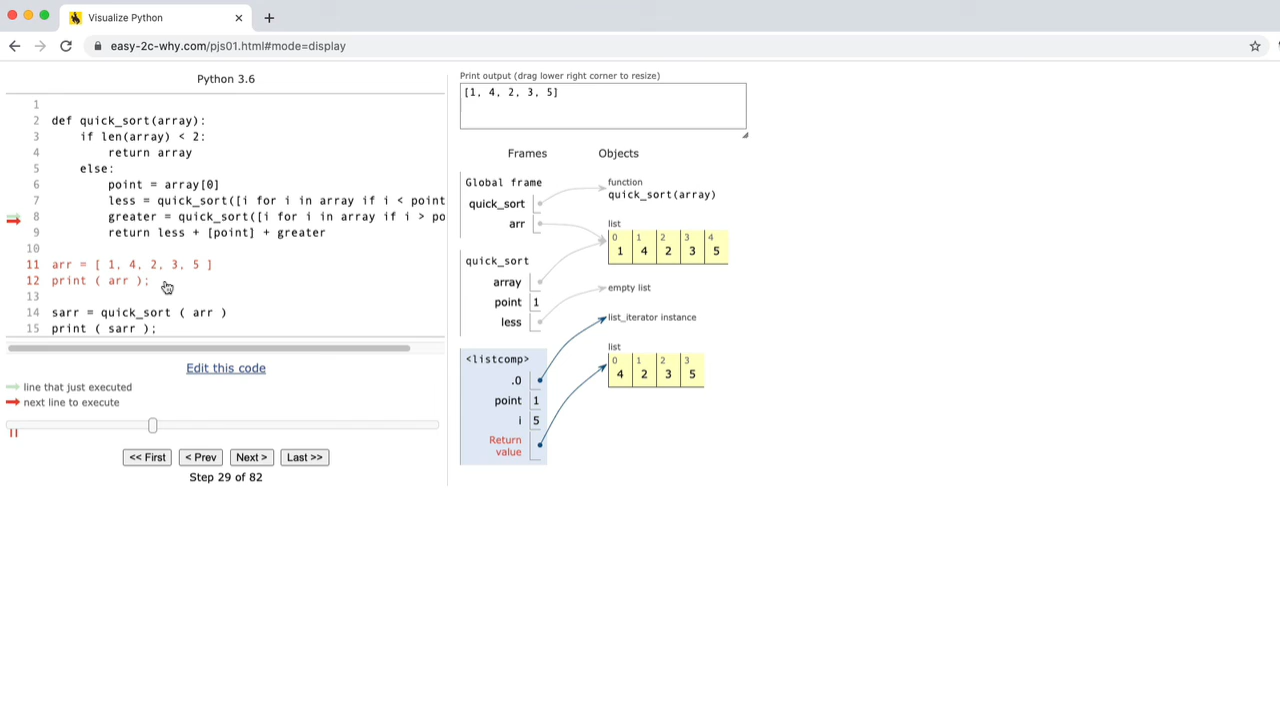 Visualize Python
easy-2c-why.com/pjs01.html#mode=display
Python 3.6
1
2 def quick_sort(array):
3 if len(array) < 2:
4 return array
5 else:
6 point = array[0]
7 less = quick_sort([i for i in array if i < point
8 greater = quick_sort([i for i in array if i > po
9 return less + [point] + greater
10
11 arr = [ 1, 4, 2, 3, 5 ]
12 print ( arr );
13
14 sarr = quick_sort ( arr )
15 print ( sarr );
Edit this code
line that just executed
next line to execute
<< First < Prev Next > Last >>
Step 29 of 82
Print output (drag lower right corner to resize)
[1, 4, 2, 3, 5]
Frames Objects
Global frame
quick_sort
arr
function
quick_sort(array)
list
0 1 2 3 4
1 4 2 3 5
quick_sort
array
point 1
less
empty list
<listcomp>
.0
point 1
i 5
Return
value
list_iterator instance
list
0 1 2 3
4 2 3 5